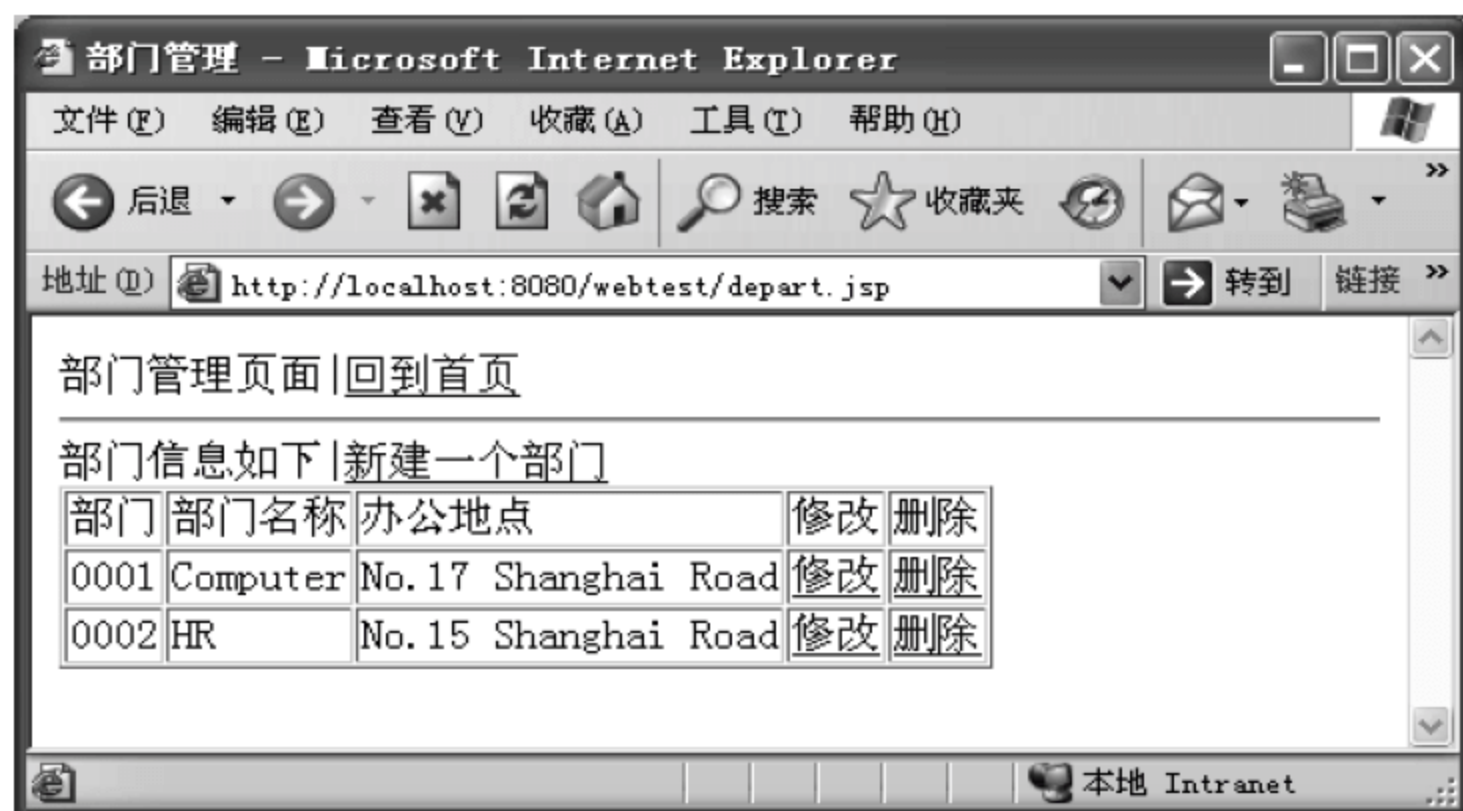 部门管理 - Microsoft Internet Explorer
文件(F) 编辑(E) 查看(V) 收藏(A) 工具(T) 帮助(H)
后退 搜索 收藏夹 »
地址(D) http://localhost:8080/webtest/depart.jsp 转到 链接 »
部门管理页面|回到首页
部门信息如下|新建一个部门
部门 部门名称 办公地点 修改 删除
0001 Computer No.17 Shanghai Road 修改 删除
0002 HR No.15 Shanghai Road 修改 删除
本地 Intranet